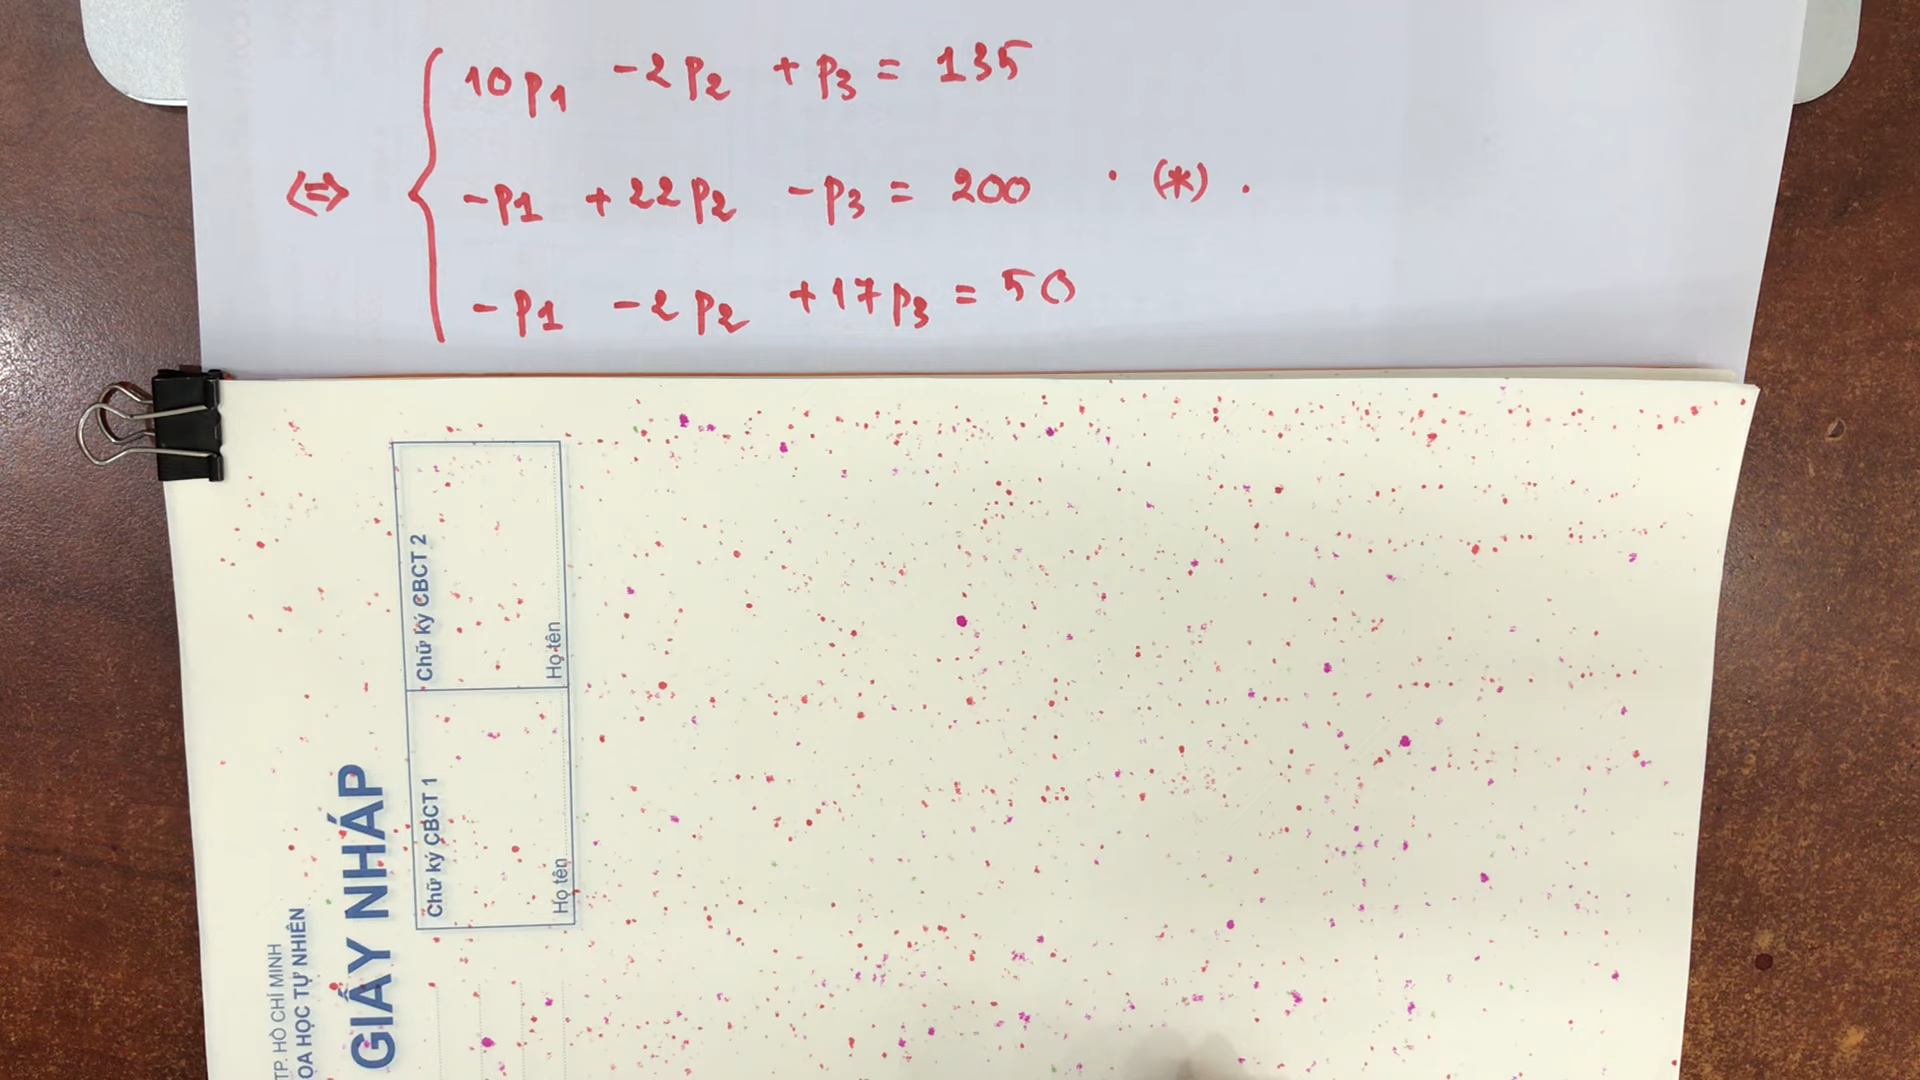 10p₁ -2p₂ +p₃ = 135
⇔ -p₁ +22p₂ -p₃ = 200 . (*) .
-p₁ -2p₂ +17p₃ = 50
Chữ ký CBCT 2
Họ tên
Chữ ký CBCT 1
Họ tên
GIẤY NHÁP
TP. HỒ CHÍ MINH
OA HỌC TỰ NHIÊN